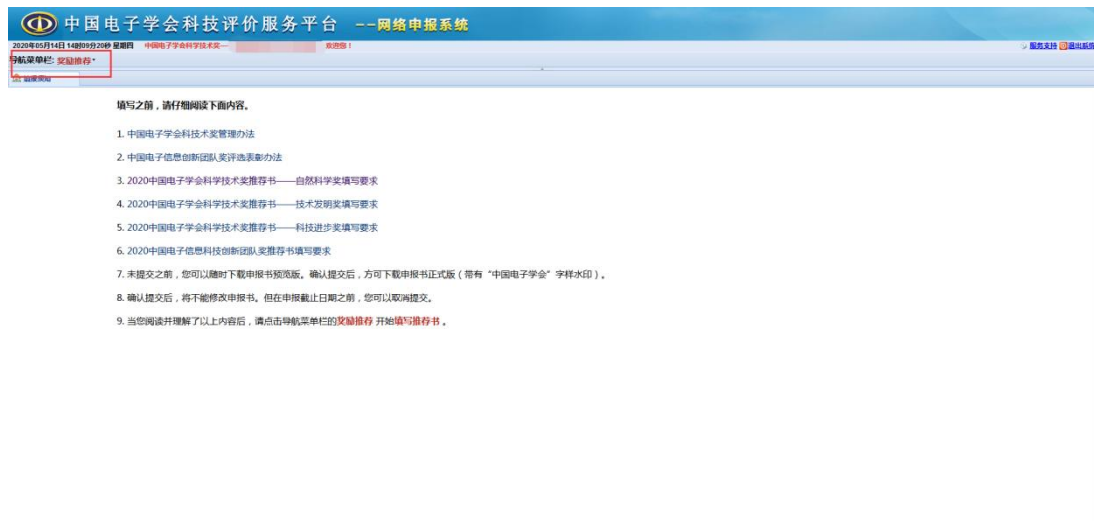 中国电子学会科技评价服务平台 --网络申报系统
2020年05月14日 14时09分20秒 星期四 中国电子学会科学技术奖— 欢迎您！ 服务支持 退出系统
导航菜单栏: 奖励推荐
填报须知
填写之前，请仔细阅读下面内容。
1. 中国电子学会科技术奖管理办法
2. 中国电子信息创新团队奖评选表彰办法
3. 2020中国电子学会科学技术奖推荐书——自然科学奖填写要求
4. 2020中国电子学会科学技术奖推荐书——技术发明奖填写要求
5. 2020中国电子学会科学技术奖推荐书——科技进步奖填写要求
6. 2020中国电子信息科技创新团队奖推荐书填写要求
7. 未提交之前，您可以随时下载申报书预览版。确认提交后，方可下载申报书正式版（带有“中国电子学会”字样水印）。
8. 确认提交后，将不能修改申报书。但在申报截止日期之前，您可以取消提交。
9. 当您阅读并理解了以上内容后，请点击导航菜单栏的奖励推荐 开始填写推荐书 。